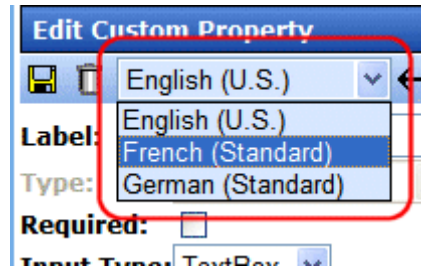 Edit Custom Property
English (U.S.)
English (U.S.)
Label:
French (Standard)
Type:
German (Standard)
Required:
Input Type: TextBox